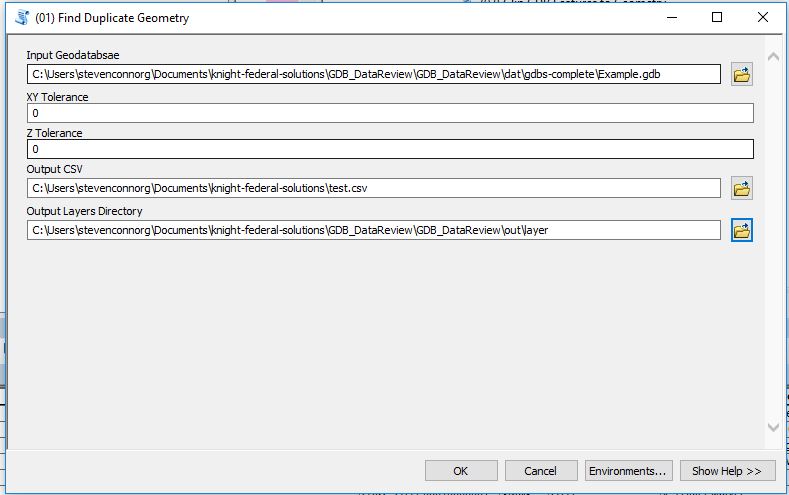 (01) Find Duplicate Geometry
Input Geodatabsae
C:\Users\stevenconnorg\Documents\knight-federal-solutions\GDB_DataReview\GDB_DataReview\dat\gdbs-complete\Example.gdb
XY Tolerance
0
Z Tolerance
0
Output CSV
C:\Users\stevenconnorg\Documents\knight-federal-solutions\test.csv
Output Layers Directory
C:\Users\stevenconnorg\Documents\knight-federal-solutions\GDB_DataReview\GDB_DataReview\out\layer
OK Cancel Environments... Show Help >>